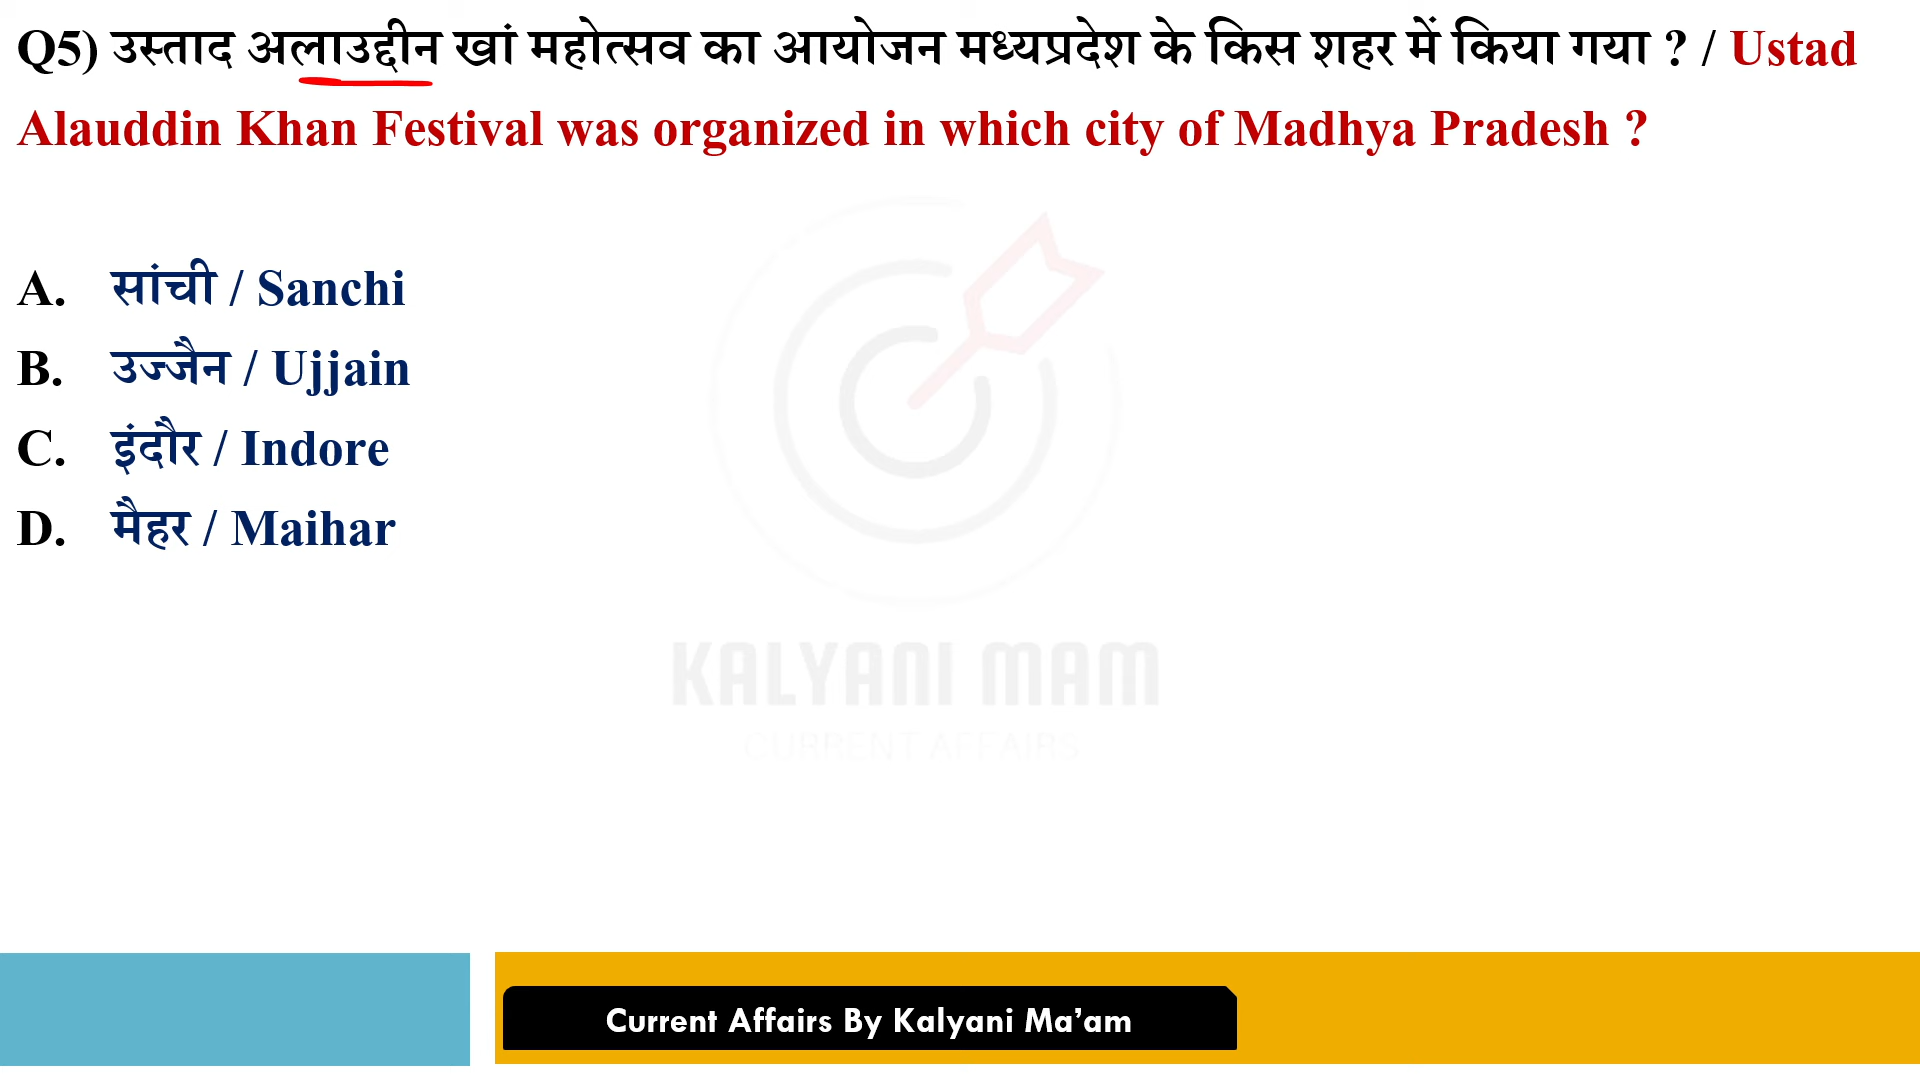 Q5) उस्ताद अलाउद्दीन खां महोत्सव का आयोजन मध्यप्रदेश के किस शहर में किया गया ? / Ustad
Alauddin Khan Festival was organized in which city of Madhya Pradesh ?
A. सांची / Sanchi
B. उज्जैन / Ujjain
C. इंदौर / Indore
D. मैहर / Maihar
KALYANI MAM
CURRENT AFFAIRS
Current Affairs By Kalyani Ma’am